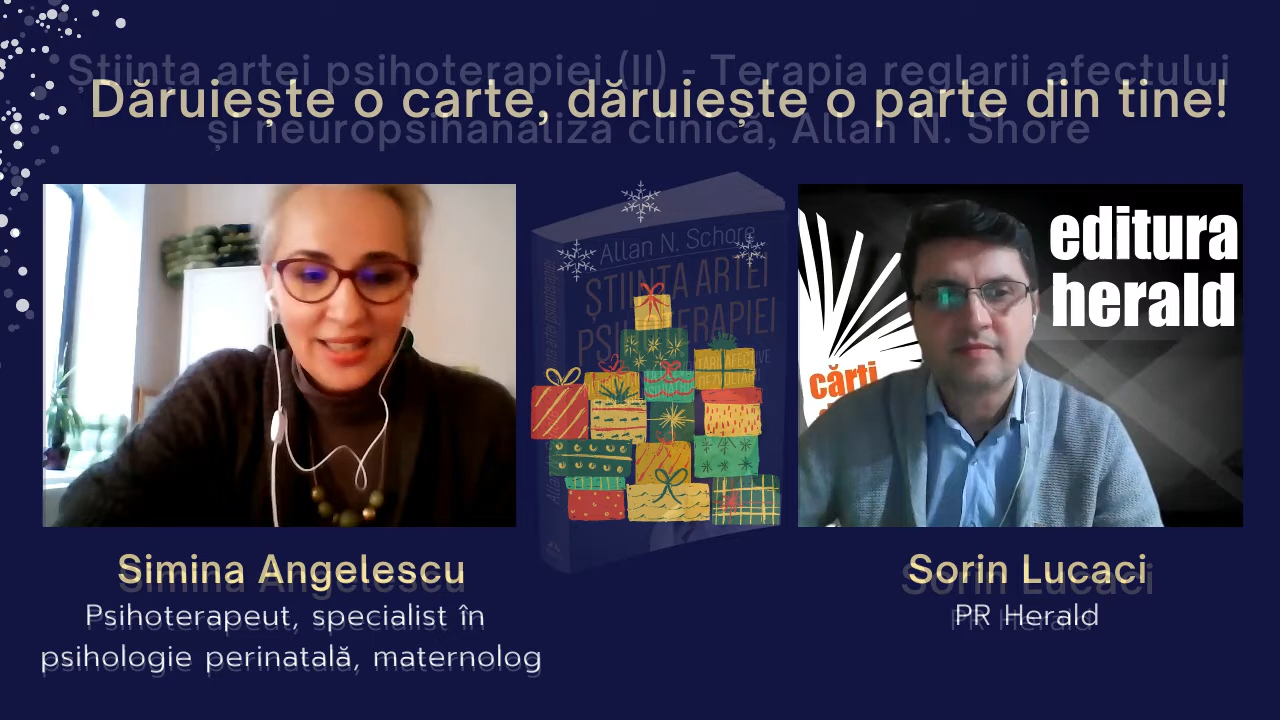 Știința artei psihoterapiei (II) - Terapia reglarii afectului
Dăruiește o carte, dăruiește o parte din tine!
și neuropsihanaliza clinică, Allan N. Shore
Allan N. Schore
ȘTIINȚA ARTEI
PSIHOTERAPIEI
editura
herald
cărți
Simina Angelescu
Psihoterapeut, specialist în
psihologie perinatală, maternolog
Sorin Lucaci
PR Herald